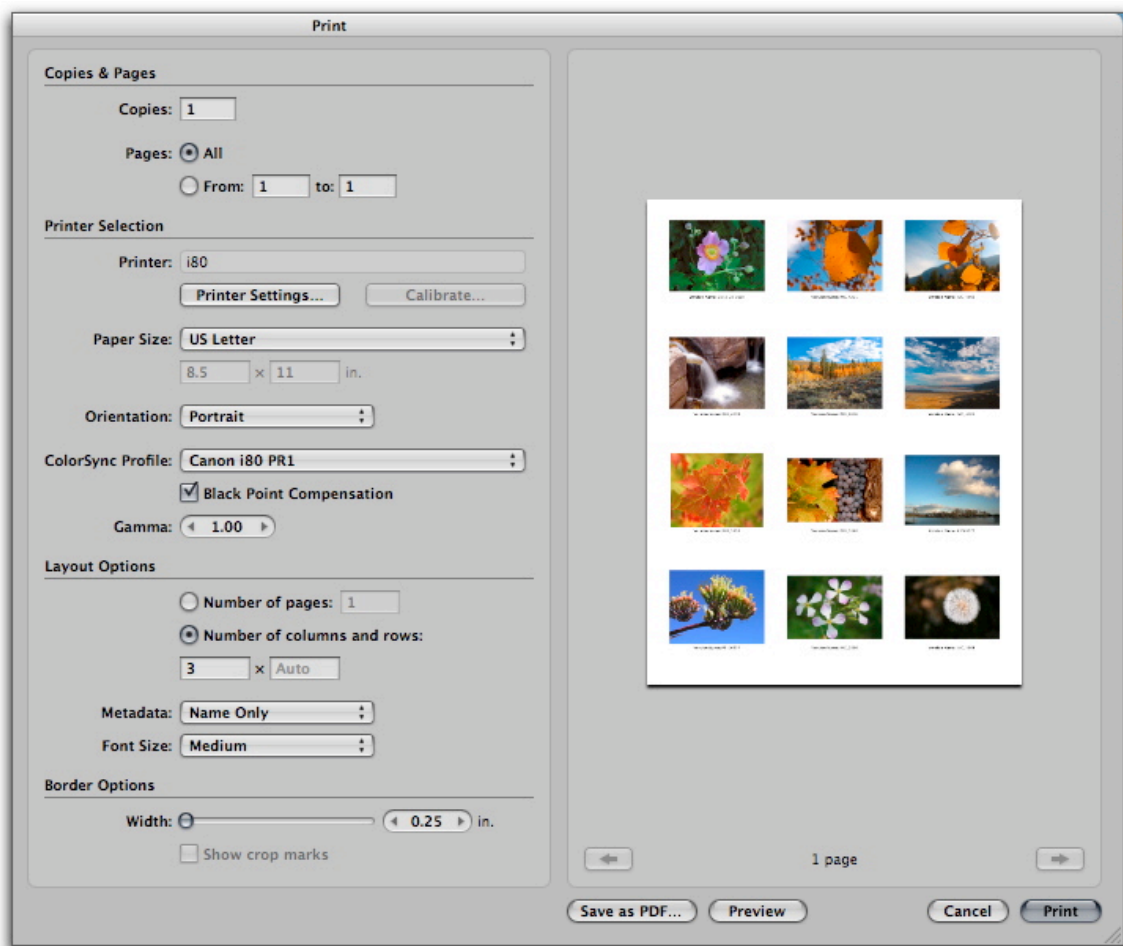 Print
Copies & Pages
Copies: 1
Pages: All
From: 1 to: 1
Printer Selection
Printer: i80
Printer Settings... Calibrate...
Paper Size: US Letter
8.5 × 11 in.
Orientation: Portrait
ColorSync Profile: Canon i80 PR1
Black Point Compensation
Gamma: 1.00
Layout Options
Number of pages: 1
Number of columns and rows:
3 × Auto
Metadata: Name Only
Font Size: Medium
Border Options
Width: 0.25 in.
Show crop marks
1 page
Save as PDF... Preview Cancel Print